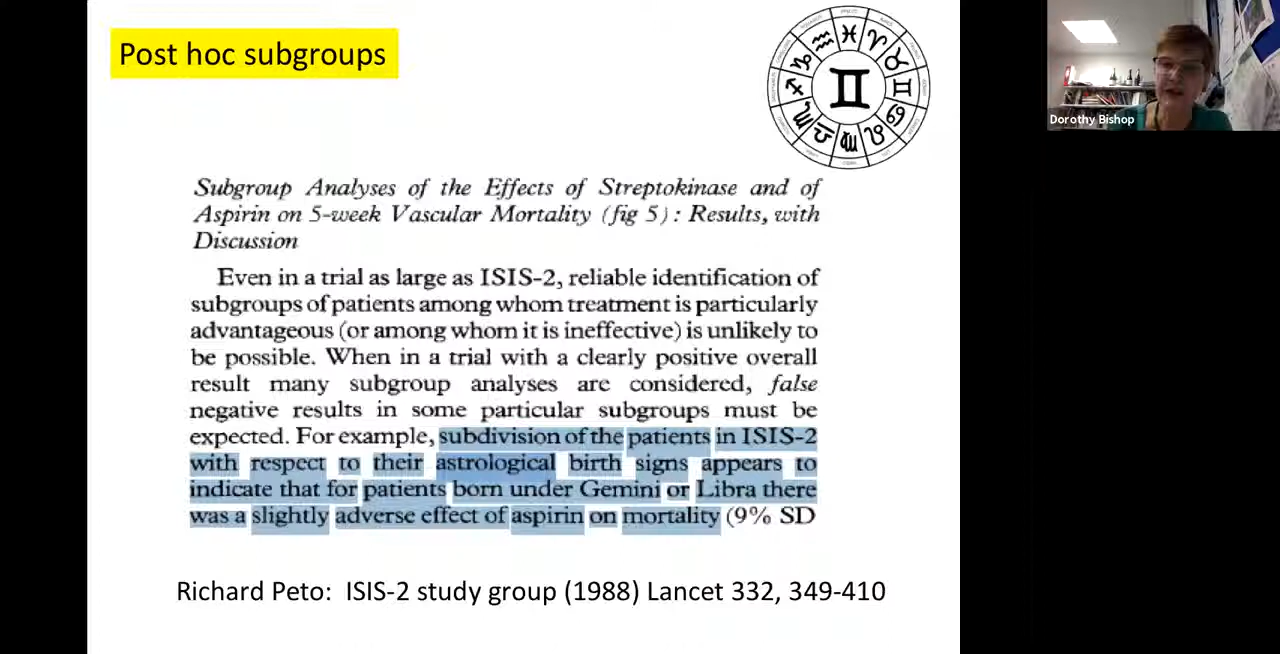 Post hoc subgroups
Dorothy Bishop
Subgroup Analyses of the Effects of Streptokinase and of
Aspirin on 5-week Vascular Mortality (fig 5): Results, with
Discussion
Even in a trial as large as ISIS-2, reliable identification of
subgroups of patients among whom treatment is particularly
advantageous (or among whom it is ineffective) is unlikely to
be possible. When in a trial with a clearly positive overall
result many subgroup analyses are considered, false
negative results in some particular subgroups must be
expected. For example, subdivision of the patients in ISIS-2
with respect to their astrological birth signs appears to
indicate that for patients born under Gemini or Libra there
was a slightly adverse effect of aspirin on mortality (9% SD
Richard Peto: ISIS-2 study group (1988) Lancet 332, 349-410